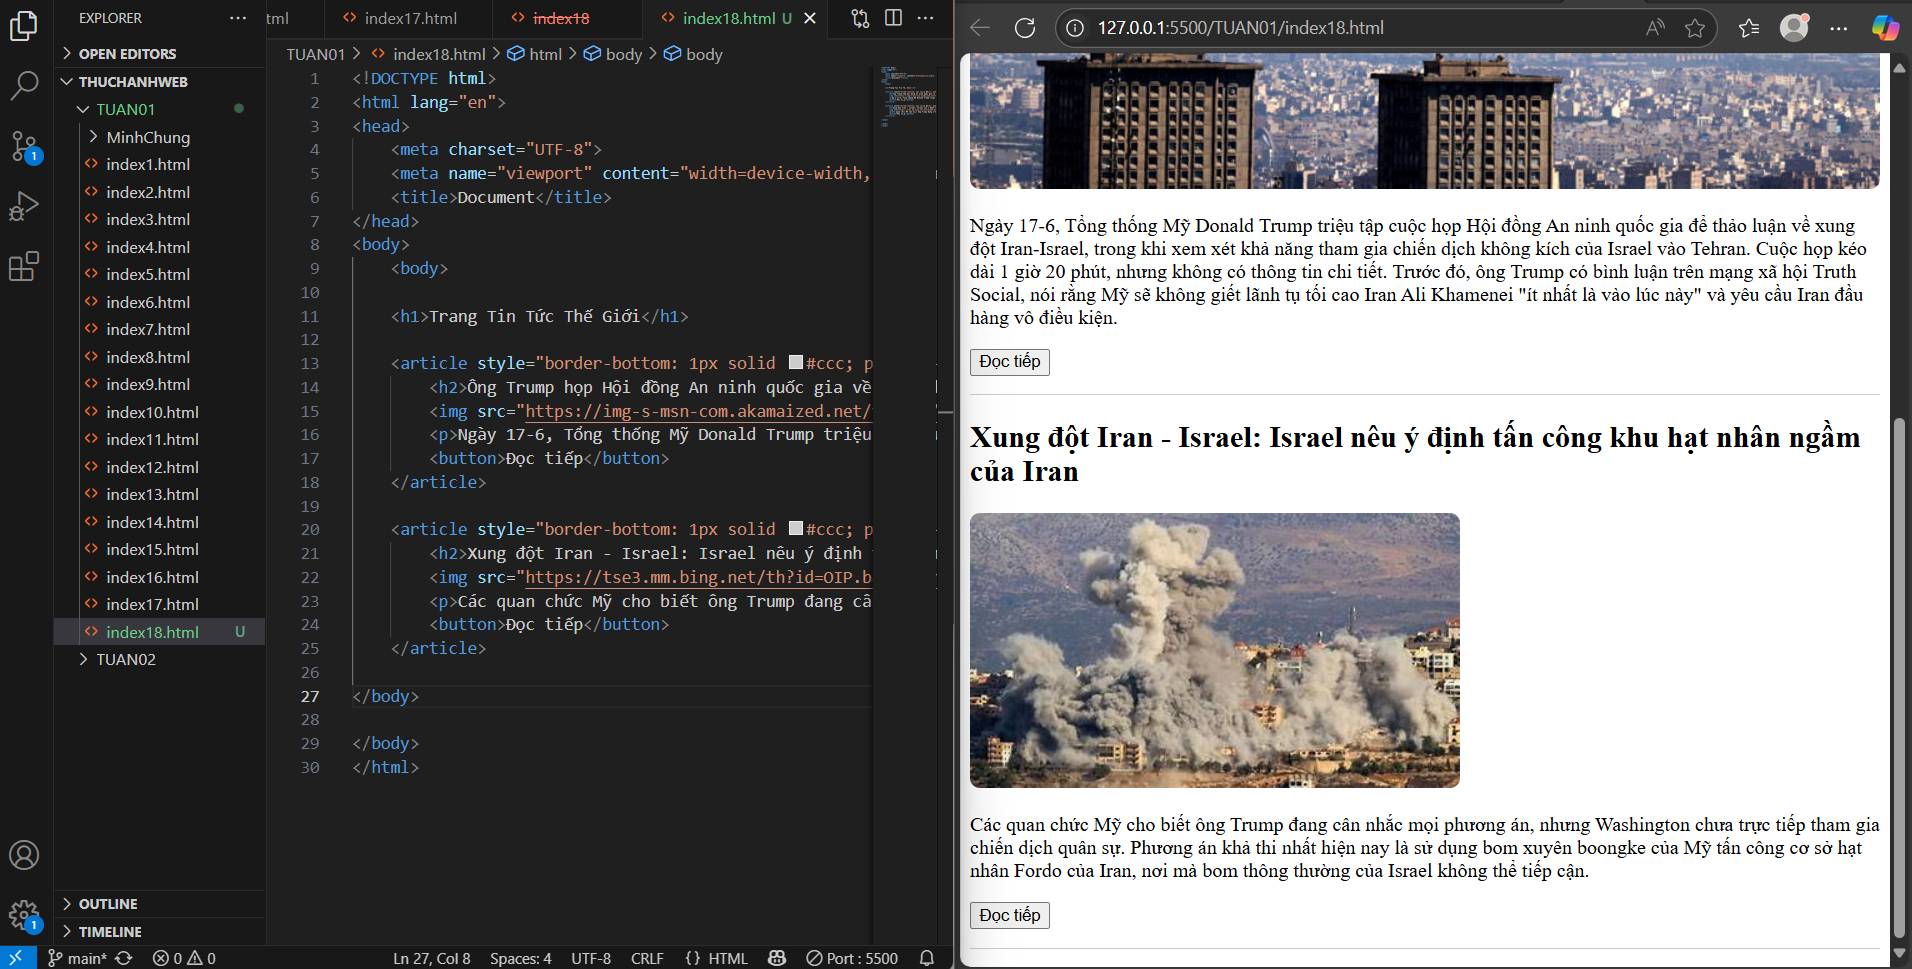 EXPLORER
OPEN EDITORS
THUCHANHWEB
TUAN01
MinhChung
index1.html
index2.html
index3.html
index4.html
index5.html
index6.html
index7.html
index8.html
index9.html
index10.html
index11.html
index12.html
index13.html
index14.html
index15.html
index16.html
index17.html
index18.html U
TUAN02
OUTLINE
TIMELINE
1
1
tml index17.html index18 index18.html U
TUAN01 > index18.html > html > body > body
1 <!DOCTYPE html>
2 <html lang="en">
3 <head>
4 <meta charset="UTF-8">
5 <meta name="viewport" content="width=device-width,
6 <title>Document</title>
7 </head>
8 <body>
9 <body>
10
11 <h1>Trang Tin Tức Thế Giới</h1>
12
13 <article style="border-bottom: 1px solid #ccc; p
14 <h2>Ông Trump họp Hội đồng An ninh quốc gia về
15 <img src="https://img-s-msn-com.akamaized.net/
16 <p>Ngày 17-6, Tổng thống Mỹ Donald Trump triệu
17 <button>Đọc tiếp</button>
18 </article>
19
20 <article style="border-bottom: 1px solid #ccc; p
21 <h2>Xung đột Iran - Israel: Israel nêu ý định
22 <img src="https://tse3.mm.bing.net/th?id=OIP.b
23 <p>Các quan chức Mỹ cho biết ông Trump đang câ
24 <button>Đọc tiếp</button>
25 </article>
26
27 </body>
28
29 </body>
30 </html>
main* 0 0 Ln 27, Col 8 Spaces: 4 UTF-8 CRLF {} HTML Port : 5500
127.0.0.1:5500/TUAN01/index18.html
Ngày 17-6, Tổng thống Mỹ Donald Trump triệu tập cuộc họp Hội đồng An ninh quốc gia để thảo luận về xung
đột Iran-Israel, trong khi xem xét khả năng tham gia chiến dịch không kích của Israel vào Tehran. Cuộc họp kéo
dài 1 giờ 20 phút, nhưng không có thông tin chi tiết. Trước đó, ông Trump có bình luận trên mạng xã hội Truth
Social, nói rằng Mỹ sẽ không giết lãnh tụ tối cao Iran Ali Khamenei "ít nhất là vào lúc này" và yêu cầu Iran đầu
hàng vô điều kiện.
Đọc tiếp
Xung đột Iran - Israel: Israel nêu ý định tấn công khu hạt nhân ngầm
của Iran
Các quan chức Mỹ cho biết ông Trump đang cân nhắc mọi phương án, nhưng Washington chưa trực tiếp tham gia
chiến dịch quân sự. Phương án khả thi nhất hiện nay là sử dụng bom xuyên boongke của Mỹ tấn công cơ sở hạt
nhân Fordo của Iran, nơi mà bom thông thường của Israel không thể tiếp cận.
Đọc tiếp